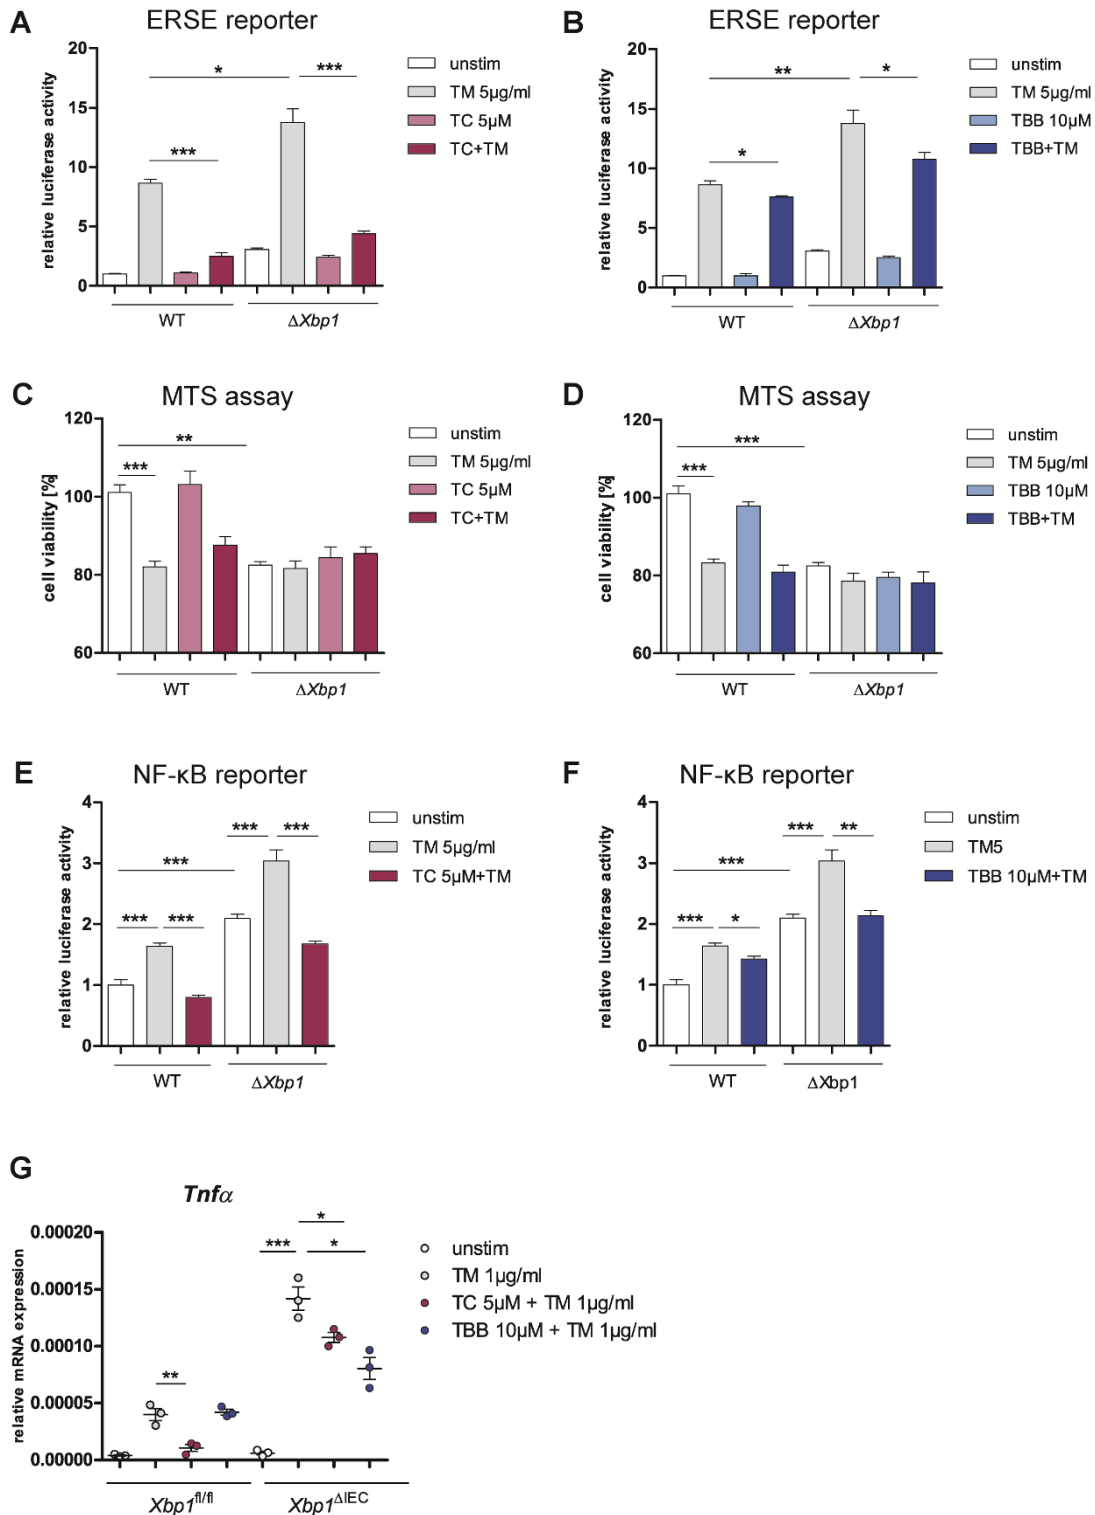 A
ERSE reporter
relative luciferase activity
20
15
10
5
0
*
***
***
unstim
TM 5µg/ml
TC 5µM
TC+TM
WT
ΔXbp1
B
ERSE reporter
relative luciferase activity
20
15
10
5
0
**
*
*
unstim
TM 5µg/ml
TBB 10µM
TBB+TM
WT
ΔXbp1
C
MTS assay
cell viability [%]
120
100
80
60
**
***
unstim
TM 5µg/ml
TC 5µM
TC+TM
WT
ΔXbp1
D
MTS assay
cell viability [%]
120
100
80
60
***
***
unstim
TM 5µg/ml
TBB 10µM
TBB+TM
WT
ΔXbp1
E
NF-κB reporter
relative luciferase activity
4
3
2
1
0
*** ***
***
*** ***
unstim
TM 5µg/ml
TC 5µM+TM
WT
ΔXbp1
F
NF-κB reporter
relative luciferase activity
4
3
2
1
0
*** **
***
*** *
unstim
TM5
TBB 10µM+TM
WT
ΔXbp1
G
Tnfα
relative mRNA expression
0.00020
0.00015
0.00010
0.00005
0.00000
*
*** *
**
unstim
TM 1µg/ml
TC 5µM + TM 1µg/ml
TBB 10µM + TM 1µg/ml
Xbp1fl/fl
Xbp1ΔIEC